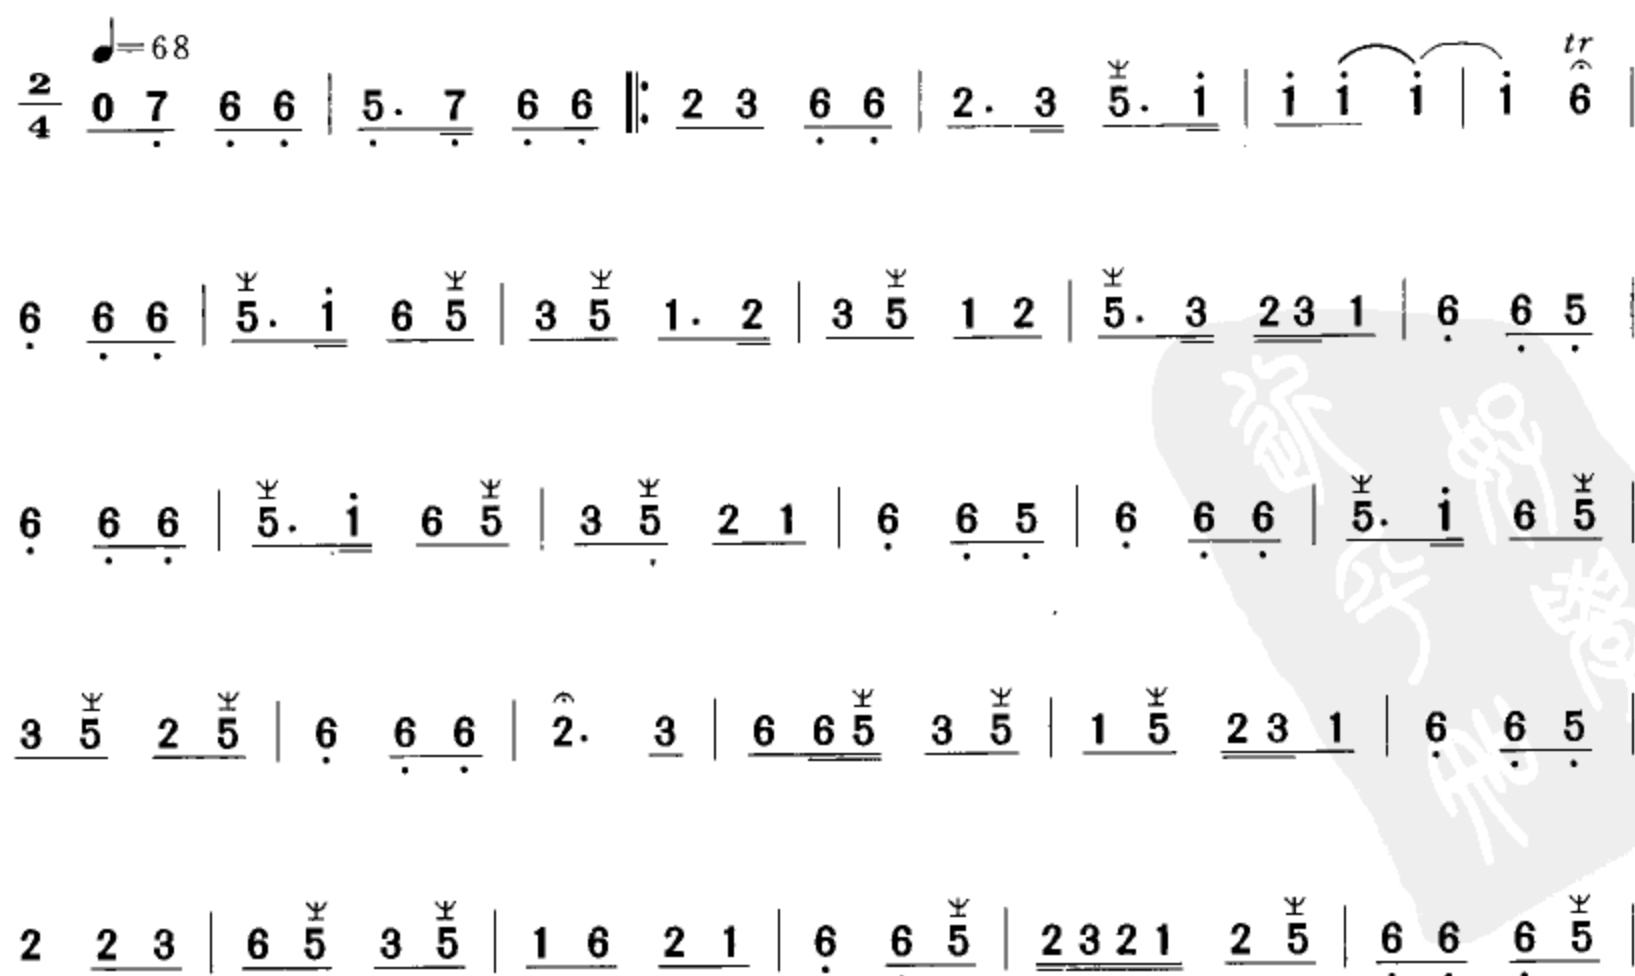 ♩=68
2/4 0 7 6 6 | 5. 7 6 6 ‖: 2 3 6 6 | 2. 3 5. i | i i i | i 6 |
tr
6 6 6 | 5. i 6 5 | 3 5 1. 2 | 3 5 1 2 | 5. 3 2 3 1 | 6 6 5 |
6 6 6 | 5. i 6 5 | 3 5 2 1 | 6 6 5 | 6 6 6 | 5. i 6 5 |
3 5 2 5 | 6 6 6 | 2. 3 | 6 6 5 3 5 | 1 5 2 3 1 | 6 6 5 |
2 2 3 | 6 5 3 5 | 1 6 2 1 | 6 6 5 | 2 3 2 1 2 5 | 6 6 6 5 |